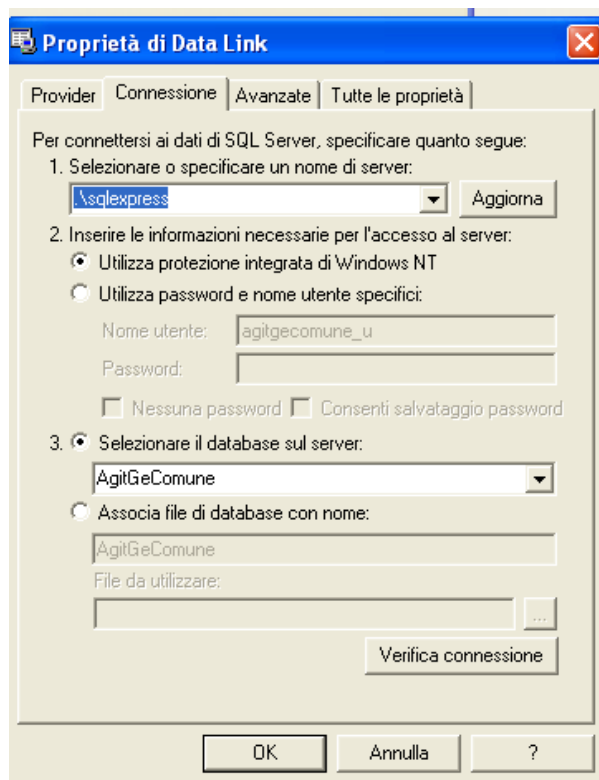 Proprietà di Data Link
Provider Connessione Avanzate Tutte le proprietà
Per connettersi ai dati di SQL Server, specificare quanto segue:
1. Selezionare o specificare un nome di server:
.\sqlexpress Aggiorna
2. Inserire le informazioni necessarie per l'accesso al server:
Utilizza protezione integrata di Windows NT
Utilizza password e nome utente specifici:
Nome utente: agitgecomune_u
Password:
Nessuna password Consenti salvataggio password
3. Selezionare il database sul server:
AgitGeComune
Associa file di database con nome:
AgitGeComune
File da utilizzare:
...
Verifica connessione
OK Annulla ?